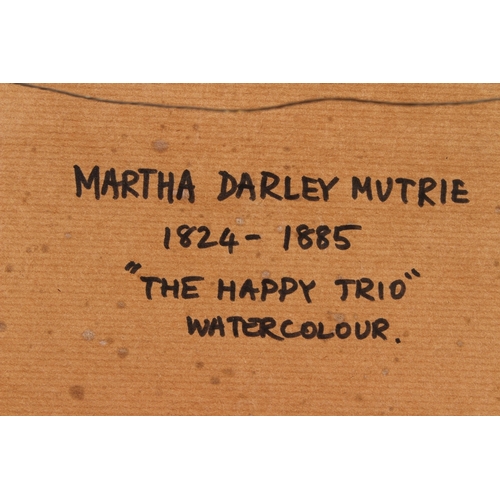 MARTHA DARLEY MUTRIE
1824 - 1885
"THE HAPPY TRIO"
WATERCOLOUR.